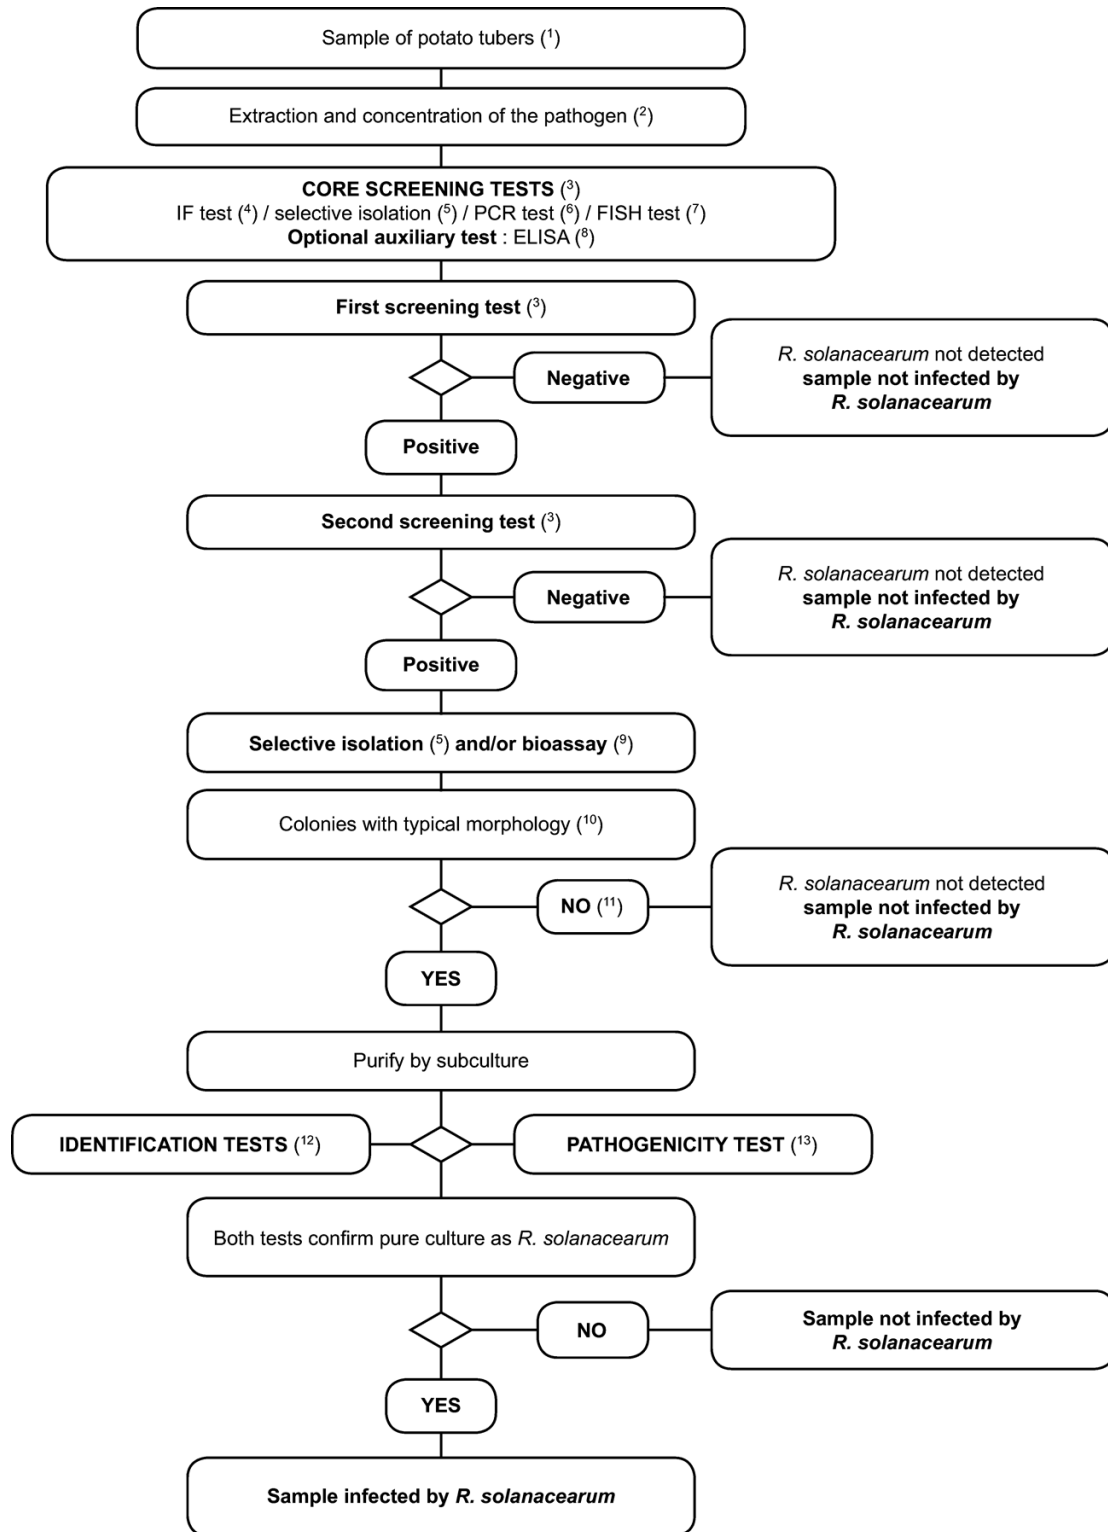 Sample of potato tubers (1)
Extraction and concentration of the pathogen (2)
CORE SCREENING TESTS (3)
IF test (4) / selective isolation (5) / PCR test (6) / FISH test (7)
Optional auxiliary test : ELISA (8)
First screening test (3)
Negative
R. solanacearum not detected
sample not infected by
R. solanacearum
Positive
Second screening test (3)
Negative
R. solanacearum not detected
sample not infected by
R. solanacearum
Positive
Selective isolation (5) and/or bioassay (9)
Colonies with typical morphology (10)
NO (11)
R. solanacearum not detected
sample not infected by
R. solanacearum
YES
Purify by subculture
IDENTIFICATION TESTS (12)
PATHOGENICITY TEST (13)
Both tests confirm pure culture as R. solanacearum
NO
Sample not infected by
R. solanacearum
YES
Sample infected by R. solanacearum